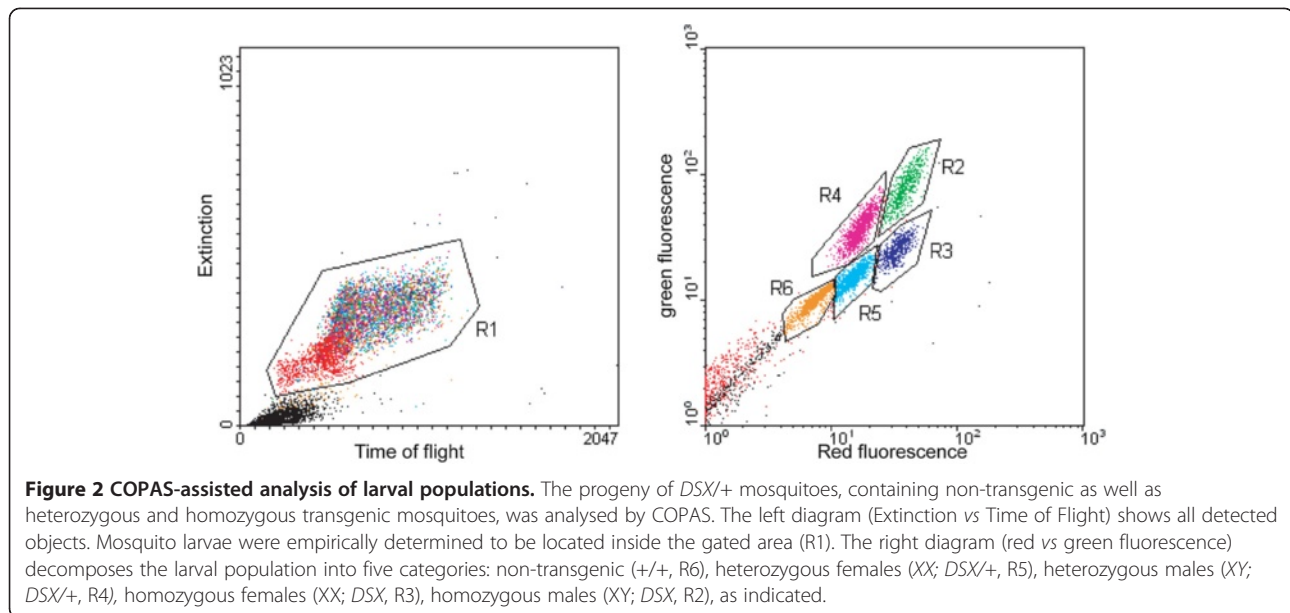 1023
Extinction
0
R1
0
2047
Time of flight
10³
10²
10¹
10⁰
green fluorescence
R2
R4
R3
R6
R5
10⁰
10¹
10²
10³
Red fluorescence
Figure 2 COPAS-assisted analysis of larval populations. The progeny of DSX/+ mosquitoes, containing non-transgenic as well as
heterozygous and homozygous transgenic mosquitoes, was analysed by COPAS. The left diagram (Extinction vs Time of Flight) shows all detected
objects. Mosquito larvae were empirically determined to be located inside the gated area (R1). The right diagram (red vs green fluorescence)
decomposes the larval population into five categories: non-transgenic (+/+, R6), heterozygous females (XX; DSX/+, R5), heterozygous males (XY;
DSX/+, R4), homozygous females (XX; DSX, R3), homozygous males (XY; DSX, R2), as indicated.